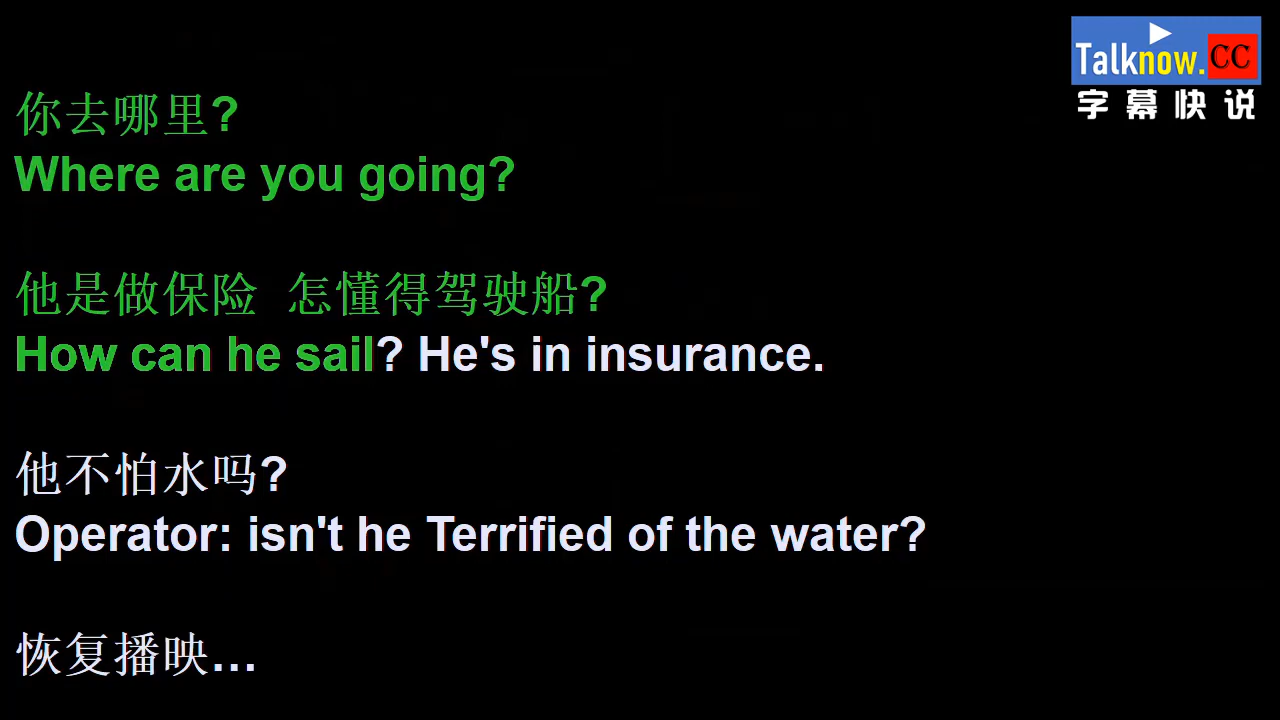 Talknow.CC
字幕快说
你去哪里?
Where are you going?
他是做保险 怎懂得驾驶船?
How can he sail? He's in insurance.
他不怕水吗?
Operator: isn't he Terrified of the water?
恢复播映...